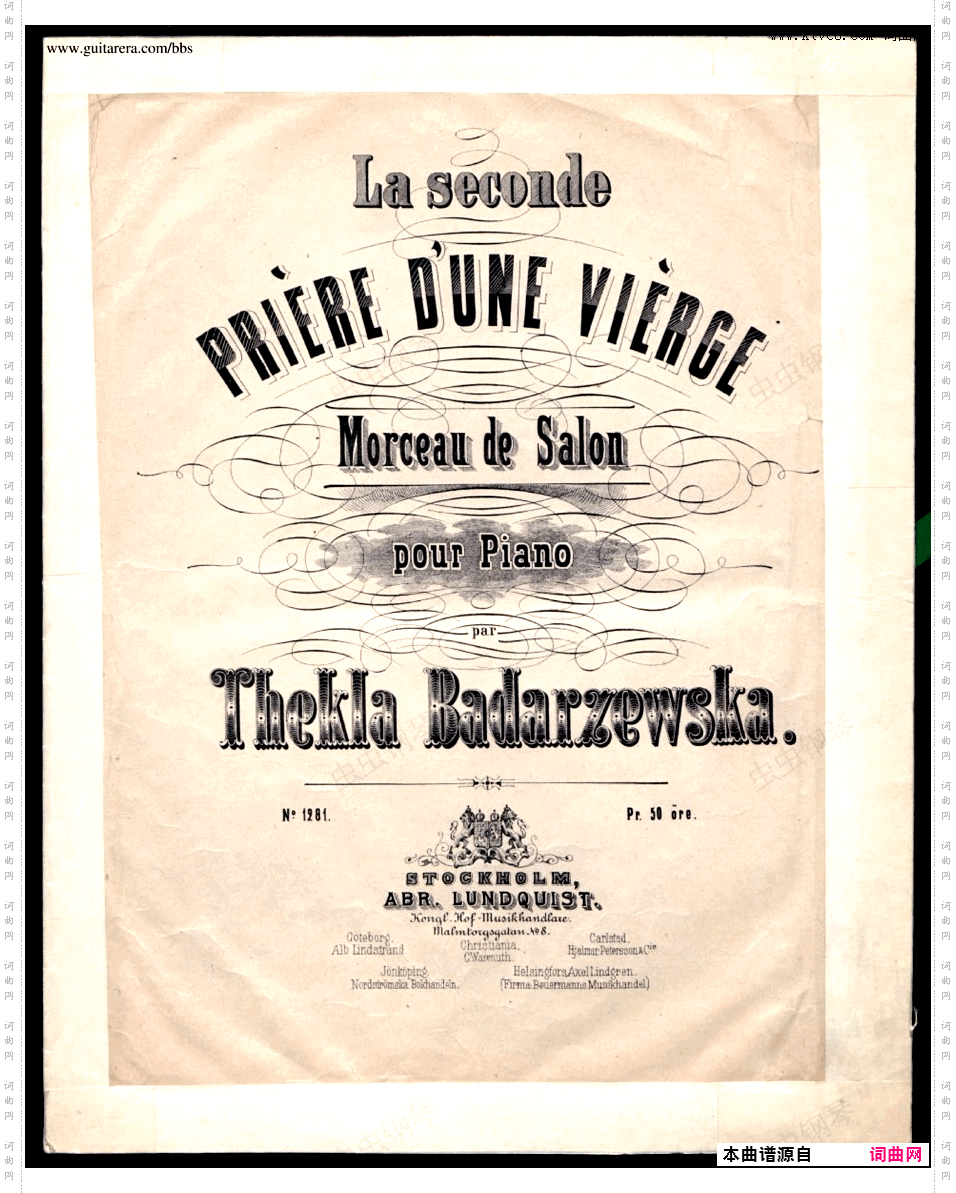 www.guitarera.com/bbs
La seconde
PRIÈRE D'UNE VIÈRGE
Morceau de Salon
pour Piano
par
Thekla Badarzewska.
No 1281.
Pr. 50 öre.
STOCKHOLM,
ABR. LUNDQUIST.
Kongl. Hof-Musikhandlare.
Malmtorgsgatan No 8.
Göteborg.
Alb Lindstrand.
Christiania.
C. Warmuth.
Carlstad.
Hjalmar Petersson & Cie
Jönköping.
Nordströmska Bokhandeln.
Helsingfors Axel Lindgren.
(Firma: Beuermanns Musikhandel)
本曲谱源自 词曲网